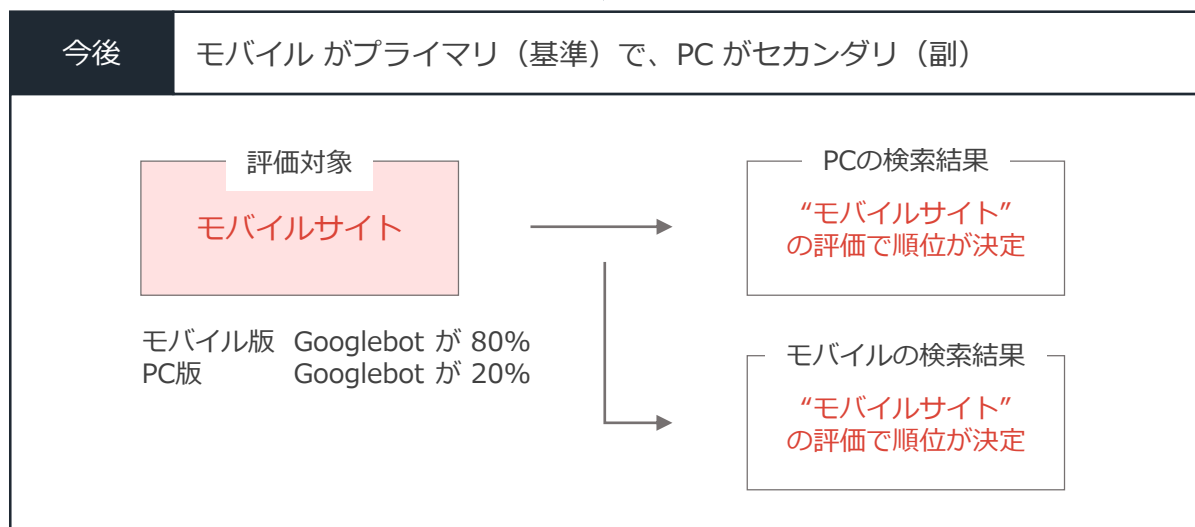 今後
モバイル がプライマリ（基準）で、PC がセカンダリ（副）
評価対象
モバイルサイト
モバイル版 Googlebot が 80%
PC版 Googlebot が 20%
PCの検索結果
“モバイルサイト”
の評価で順位が決定
モバイルの検索結果
“モバイルサイト”
の評価で順位が決定